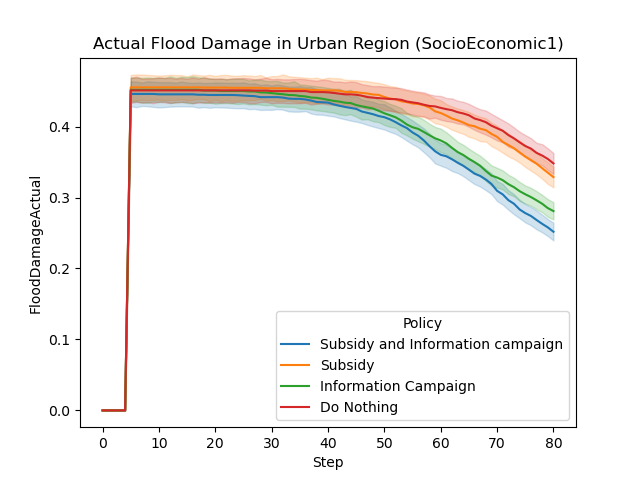 Actual Flood Damage in Urban Region (SocioEconomic1)
FloodDamageActual
0.4
0.3
0.2
0.1
0.0
Policy
Subsidy and Information campaign
Subsidy
Information Campaign
Do Nothing
0 10 20 30 40 50 60 70 80
Step